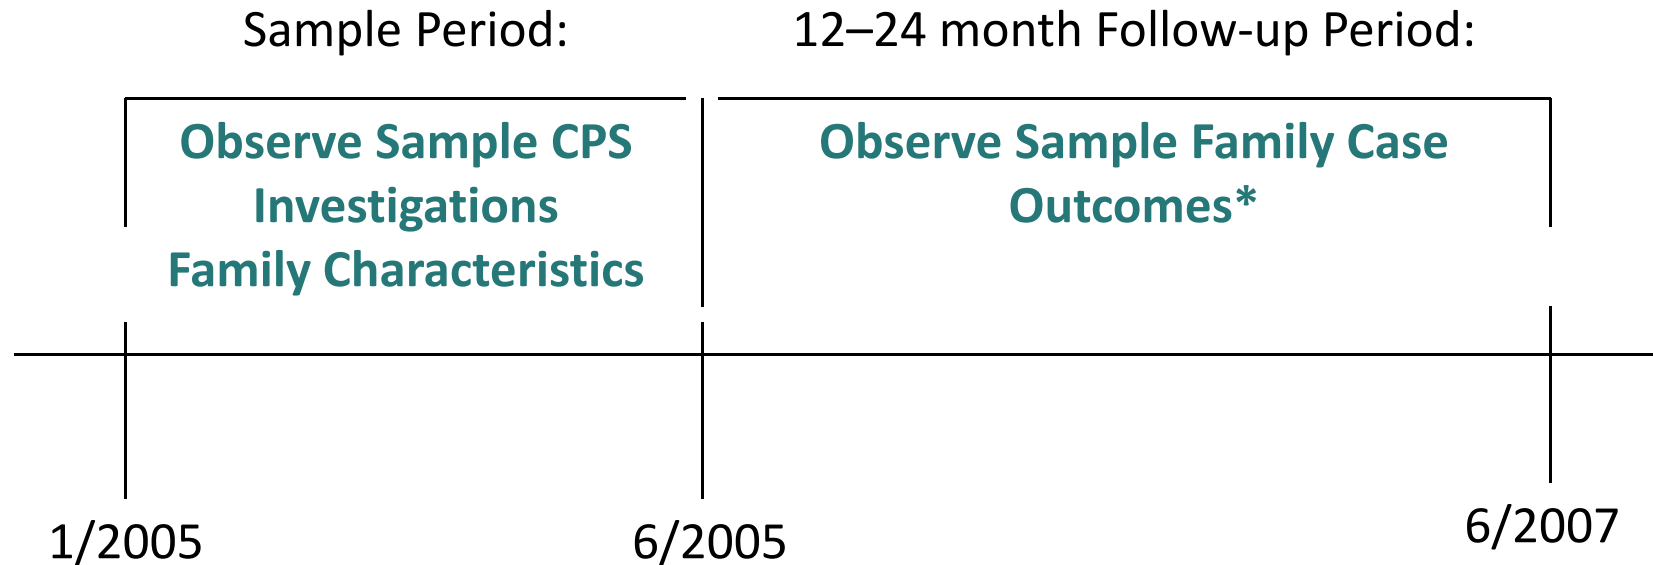 Sample Period:
12–24 month Follow-up Period:
Observe Sample CPS
Investigations
Family Characteristics
Observe Sample Family Case
Outcomes*
1/2005
6/2005
6/2007